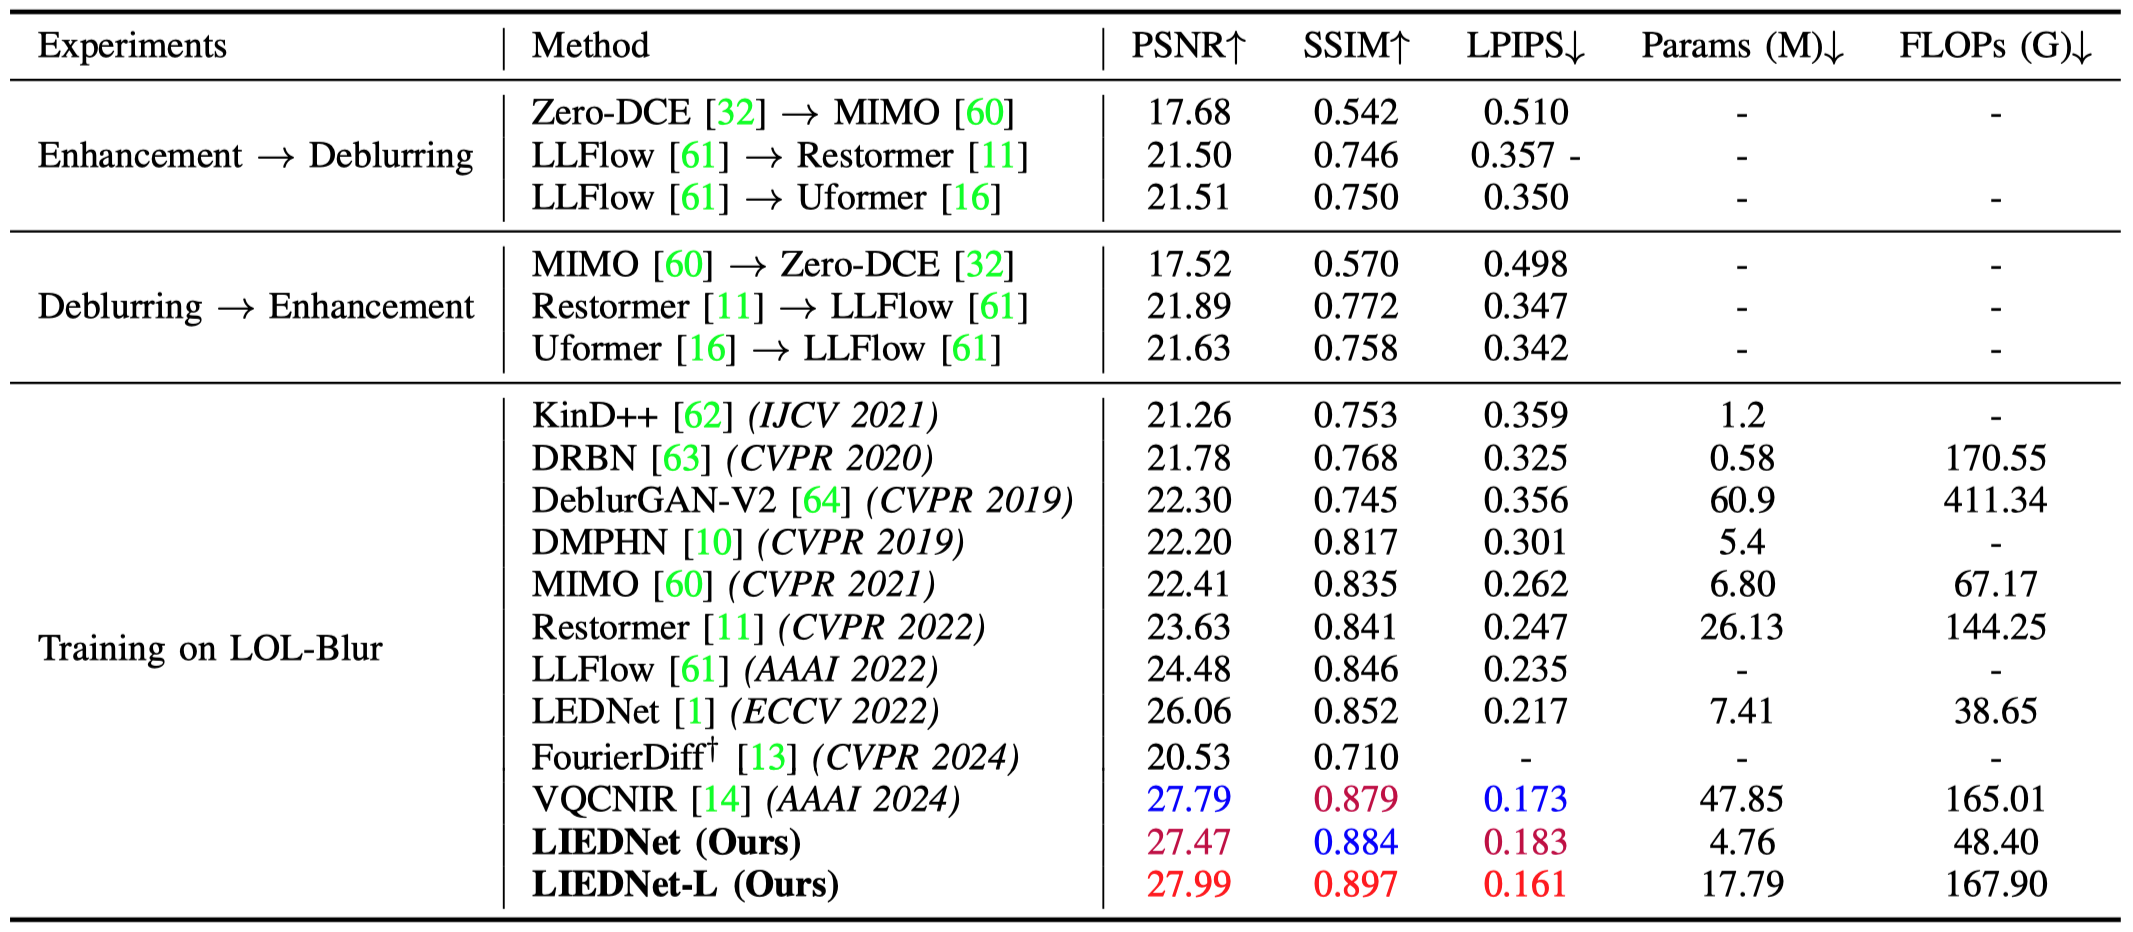 Experiments Method PSNR↑ SSIM↑ LPIPS↓ Params (M)↓ FLOPs (G)↓
Zero-DCE [32] → MIMO [60] 17.68 0.542 0.510 - -
Enhancement → Deblurring LLFlow [61] → Restormer [11] 21.50 0.746 0.357 - -
LLFlow [61] → Uformer [16] 21.51 0.750 0.350 - -
MIMO [60] → Zero-DCE [32] 17.52 0.570 0.498 - -
Deblurring → Enhancement Restormer [11] → LLFlow [61] 21.89 0.772 0.347 - -
Uformer [16] → LLFlow [61] 21.63 0.758 0.342 - -
KinD++ [62] (IJCV 2021) 21.26 0.753 0.359 1.2 -
DRBN [63] (CVPR 2020) 21.78 0.768 0.325 0.58 170.55
DeblurGAN-V2 [64] (CVPR 2019) 22.30 0.745 0.356 60.9 411.34
DMPHN [10] (CVPR 2019) 22.20 0.817 0.301 5.4 -
MIMO [60] (CVPR 2021) 22.41 0.835 0.262 6.80 67.17
Restormer [11] (CVPR 2022) 23.63 0.841 0.247 26.13 144.25
Training on LOL-Blur
LLFlow [61] (AAAI 2022) 24.48 0.846 0.235 - -
LEDNet [1] (ECCV 2022) 26.06 0.852 0.217 7.41 38.65
FourierDiff† [13] (CVPR 2024) 20.53 0.710 - - -
VQCNIR [14] (AAAI 2024) 27.79 0.879 0.173 47.85 165.01
LIEDNet (Ours) 27.47 0.884 0.183 4.76 48.40
LIEDNet-L (Ours) 27.99 0.897 0.161 17.79 167.90